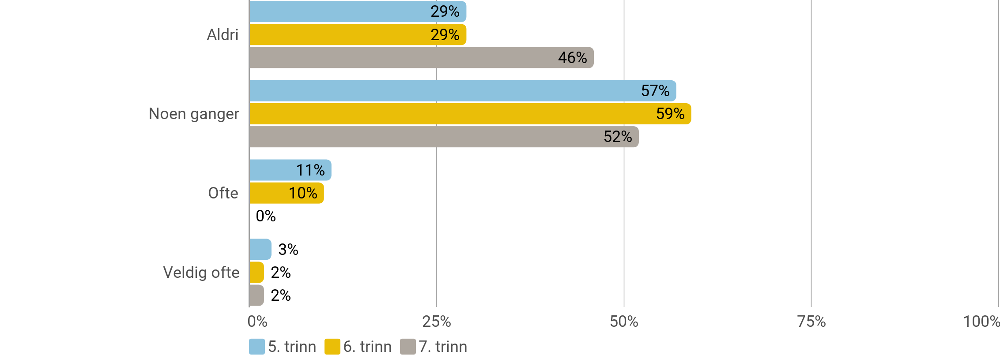 29%
Aldri 29%
46%
57%
Noen ganger 59%
52%
11%
Ofte 10%
0%
3%
Veldig ofte 2%
2%
0% 25% 50% 75% 100%
5. trinn 6. trinn 7. trinn